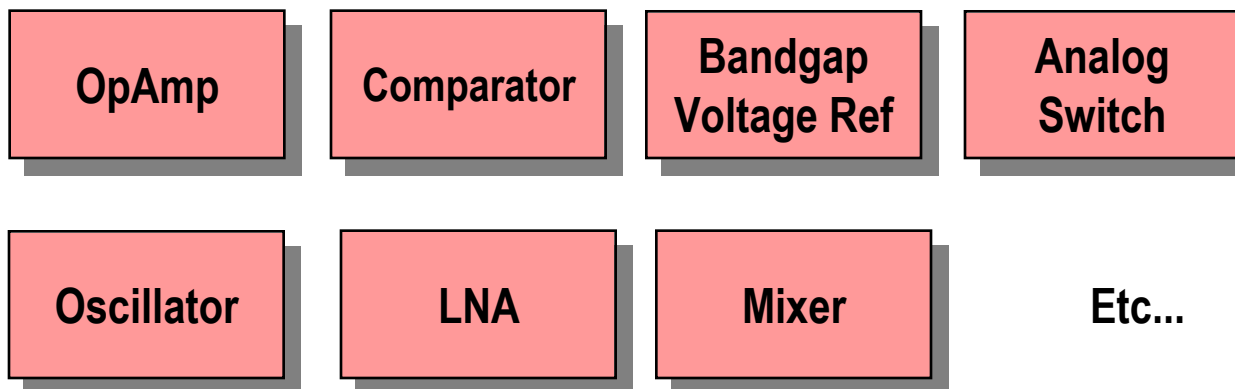 OpAmp
Comparator
Bandgap
Voltage Ref
Analog
Switch
Oscillator
LNA
Mixer
Etc...